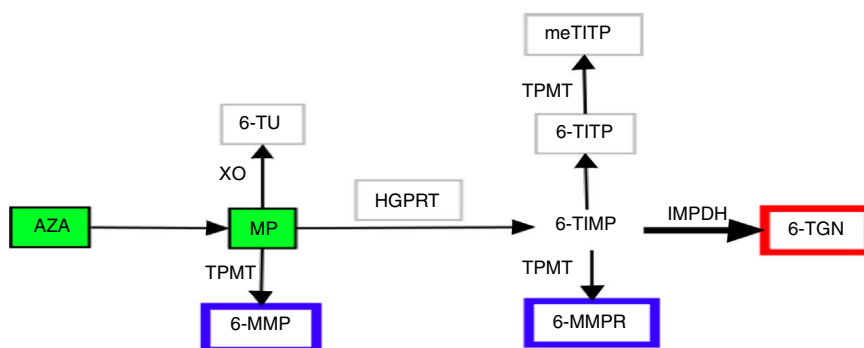 meTITP
TPMT
6-TU
6-TITP
XO
HGPRT
AZA
MP
6-TIMP
IMPDH
6-TGN
TPMT
TPMT
6-MMP
6-MMPR